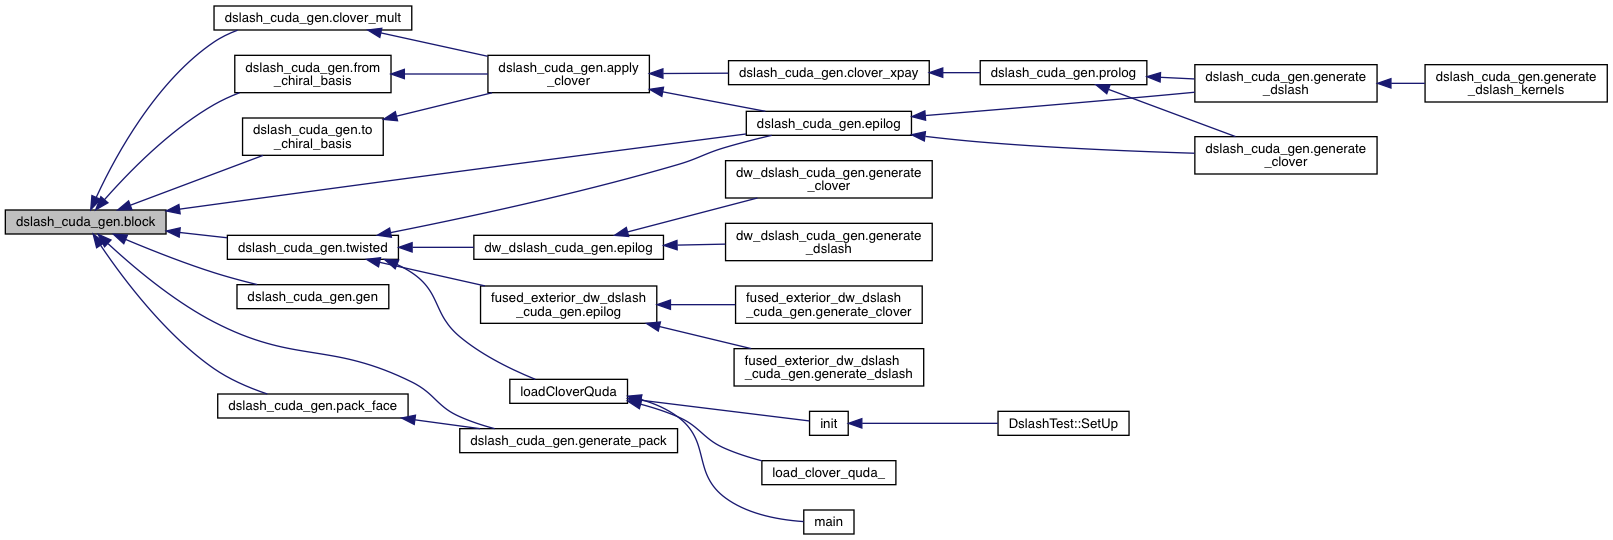 dslash_cuda_gen.block
dslash_cuda_gen.clover_mult
dslash_cuda_gen.from
_chiral_basis
dslash_cuda_gen.to
_chiral_basis
dslash_cuda_gen.twisted
dslash_cuda_gen.gen
dslash_cuda_gen.pack_face
dslash_cuda_gen.apply
_clover
dw_dslash_cuda_gen.epilog
fused_exterior_dw_dslash
_cuda_gen.epilog
loadCloverQuda
dslash_cuda_gen.generate_pack
dslash_cuda_gen.clover_xpay
dslash_cuda_gen.epilog
dw_dslash_cuda_gen.generate
_clover
dw_dslash_cuda_gen.generate
_dslash
fused_exterior_dw_dslash
_cuda_gen.generate_clover
fused_exterior_dw_dslash
_cuda_gen.generate_dslash
init
load_clover_quda_
main
dslash_cuda_gen.prolog
DslashTest::SetUp
dslash_cuda_gen.generate
_dslash
dslash_cuda_gen.generate
_clover
dslash_cuda_gen.generate
_dslash_kernels